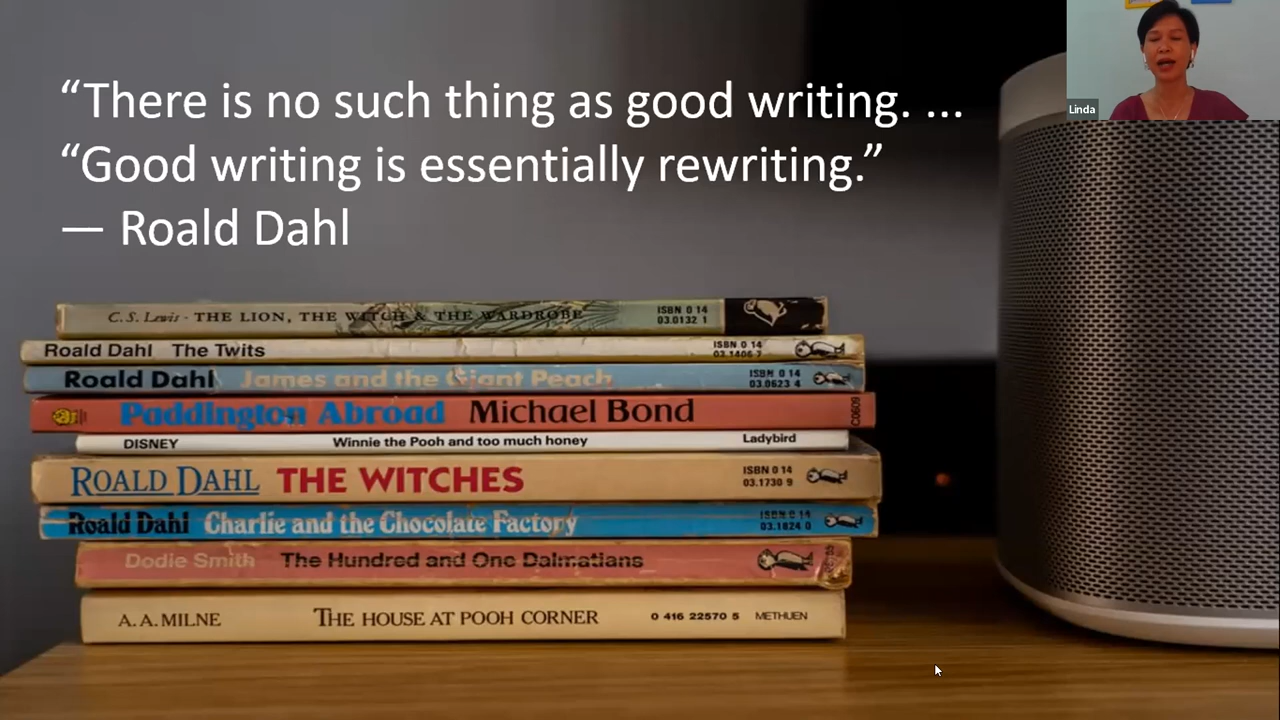 “There is no such thing as good writing. ...
“Good writing is essentially rewriting.”
— Roald Dahl
Linda
C.S. Lewis - THE LION, THE WITCH & THE WARDROBE ISBN 0 14 03.0132 1
Roald Dahl The Twits ISBN 0 14 03.1406 7
Roald Dahl James and the Giant Peach ISBN 0 14 03.0623 4
Paddington Abroad Michael Bond C0609
DISNEY Winnie the Pooh and too much honey Ladybird
ROALD DAHL THE WITCHES ISBN 0 14 03.1730 9
Roald Dahl Charlie and the Chocolate Factory ISBN 0 14 03.1824 0
Dodie Smith The Hundred and One Dalmatians
A. A. MILNE THE HOUSE AT POOH CORNER 0 416 22570 5 METHUEN